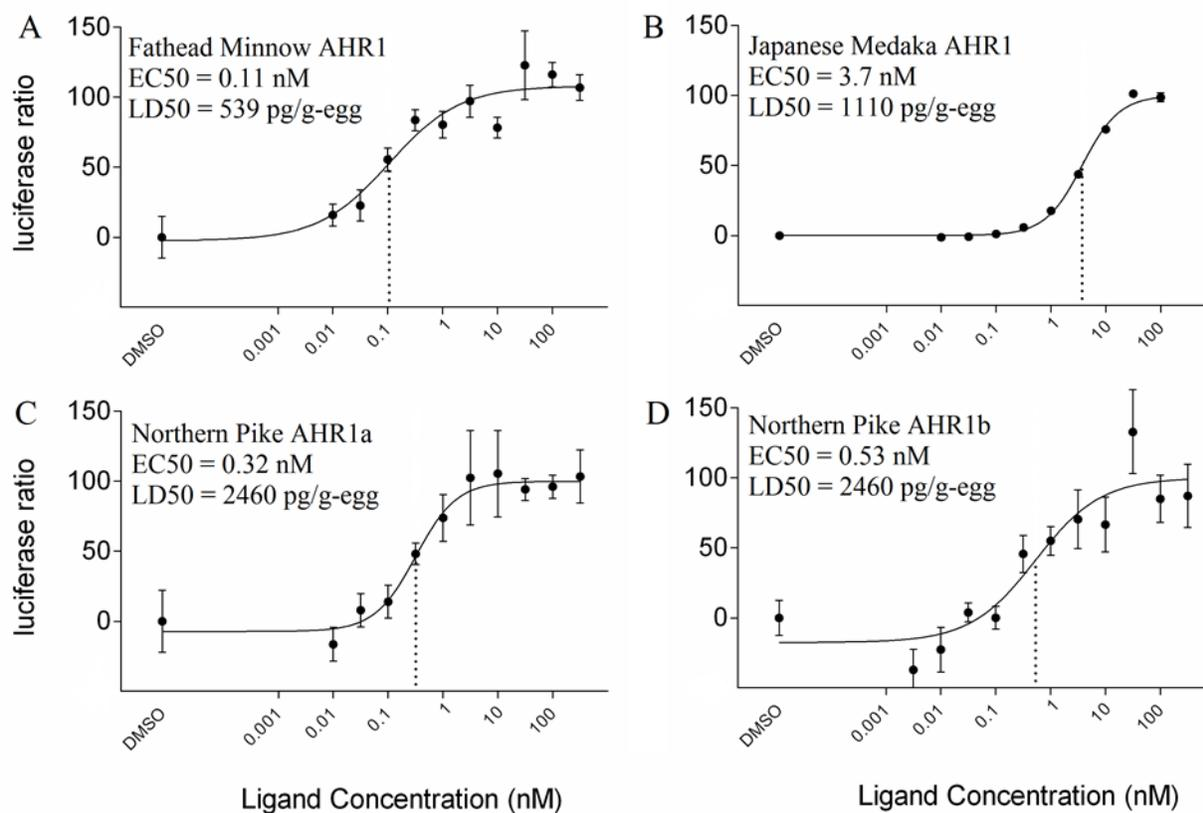 A
Fathead Minnow AHR1
EC50 = 0.11 nM
LD50 = 539 pg/g-egg
luciferase ratio
150
100
50
0
DMSO
0.001
0.01
0.1
1
10
100
B
Japanese Medaka AHR1
EC50 = 3.7 nM
LD50 = 1110 pg/g-egg
150
100
50
0
DMSO
0.001
0.01
0.1
1
10
100
C
Northern Pike AHR1a
EC50 = 0.32 nM
LD50 = 2460 pg/g-egg
luciferase ratio
150
100
50
0
DMSO
0.001
0.01
0.1
1
10
100
Ligand Concentration (nM)
D
Northern Pike AHR1b
EC50 = 0.53 nM
LD50 = 2460 pg/g-egg
150
100
50
0
DMSO
0.001
0.01
0.1
1
10
100
Ligand Concentration (nM)